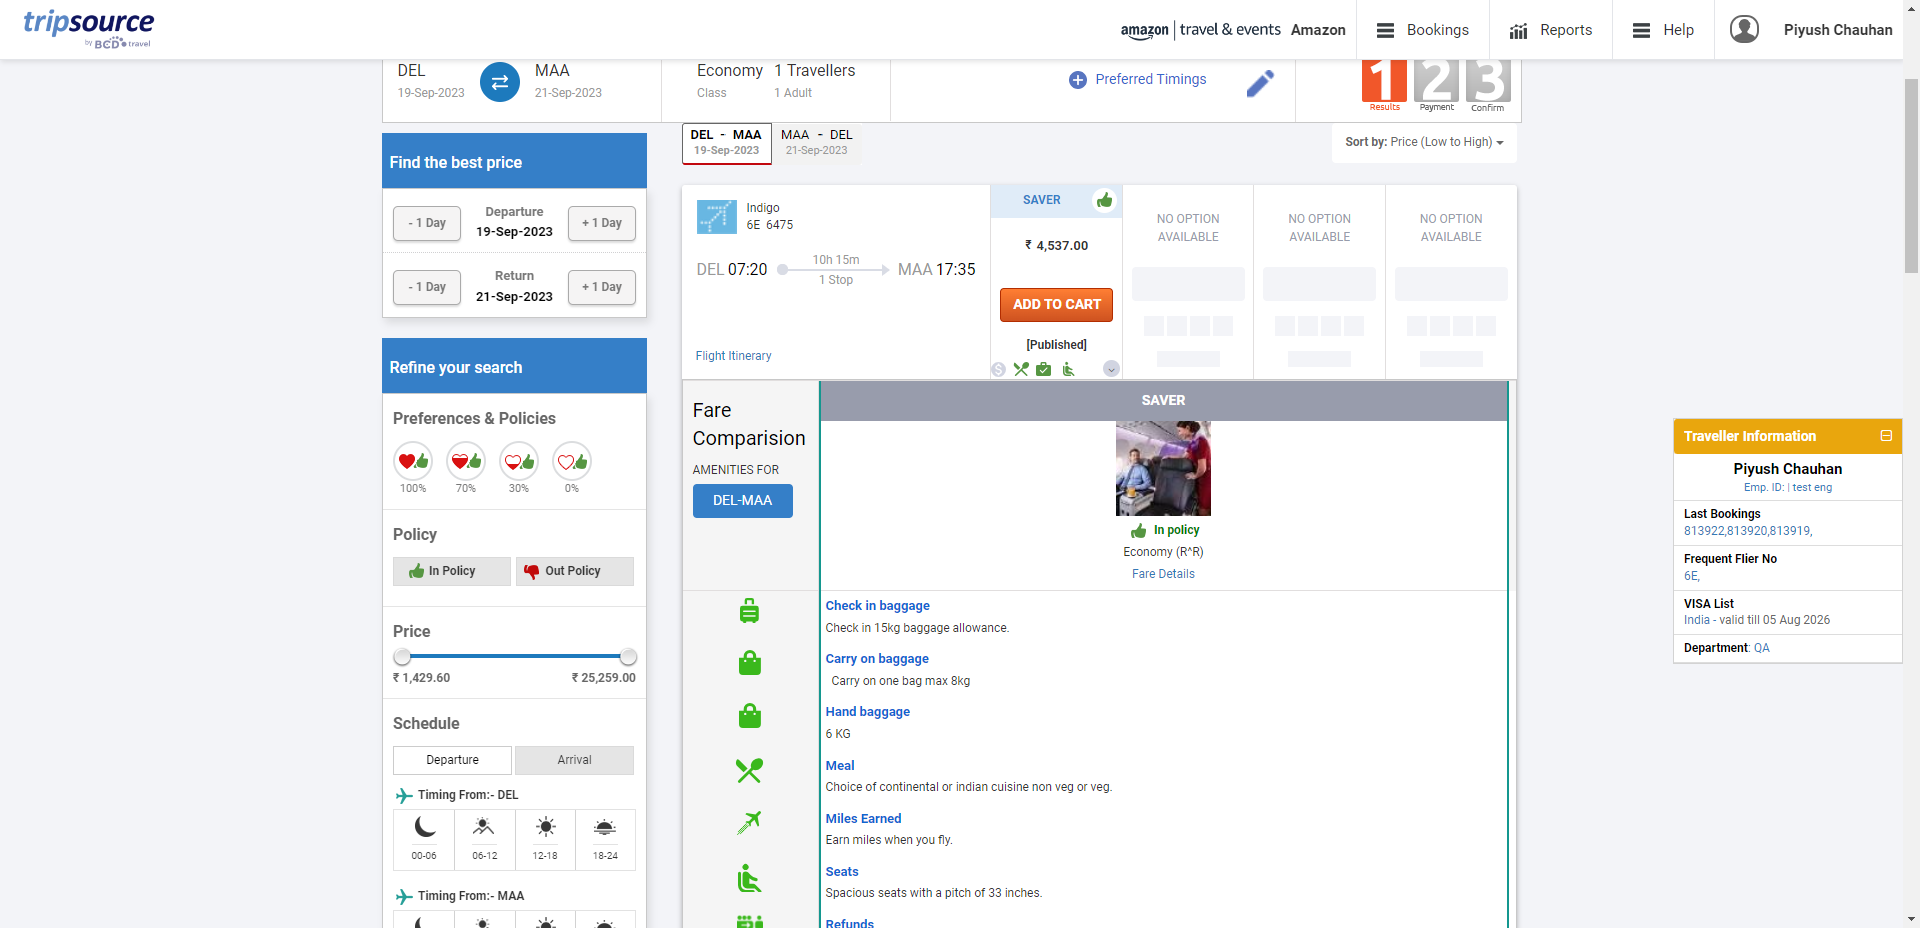 tripsource
by BCD travel
amazon | travel & events Amazon
Bookings
Reports
Help
Piyush Chauhan
DEL
19-Sep-2023
MAA
21-Sep-2023
Economy
Class
1 Travellers
1 Adult
Preferred Timings
1
Results
2
Payment
3
Confirm
Find the best price
- 1 Day
Departure
19-Sep-2023
+ 1 Day
- 1 Day
Return
21-Sep-2023
+ 1 Day
Refine your search
Preferences & Policies
100%
70%
30%
0%
Policy
In Policy
Out Policy
Price
₹ 1,429.60
₹ 25,259.00
Schedule
Departure
Arrival
Timing From:- DEL
00-06
06-12
12-18
18-24
Timing From:- MAA
DEL - MAA
19-Sep-2023
MAA - DEL
21-Sep-2023
Sort by: Price (Low to High)
Indigo
6E 6475
DEL 07:20
10h 15m
1 Stop
MAA 17:35
Flight Itinerary
SAVER
₹ 4,537.00
ADD TO CART
[Published]
NO OPTION
AVAILABLE
NO OPTION
AVAILABLE
NO OPTION
AVAILABLE
Fare
Comparision
AMENITIES FOR
DEL-MAA
SAVER
In policy
Economy (R^R)
Fare Details
Check in baggage
Check in 15kg baggage allowance.
Carry on baggage
Carry on one bag max 8kg
Hand baggage
6 KG
Meal
Choice of continental or indian cuisine non veg or veg.
Miles Earned
Earn miles when you fly.
Seats
Spacious seats with a pitch of 33 inches.
Refunds
Traveller Information
Piyush Chauhan
Emp. ID: | test eng
Last Bookings
813922,813920,813919,
Frequent Flier No
6E,
VISA List
India - valid till 05 Aug 2026
Department: QA